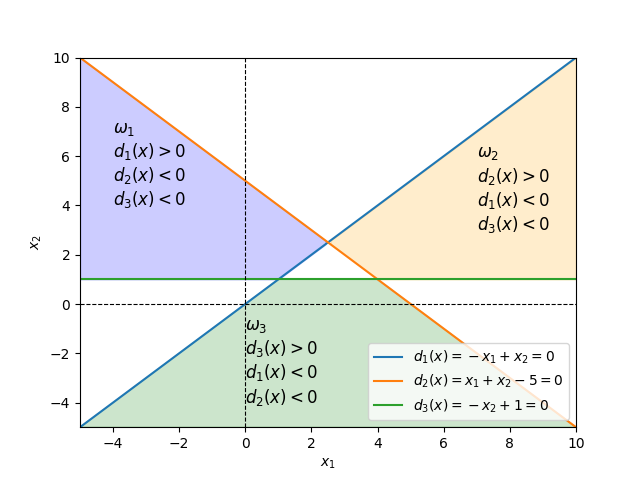 10
8
6
4
2
0
−2
−4
x₂
ω₁
d₁(x) > 0
d₂(x) < 0
d₃(x) < 0
ω₂
d₂(x) > 0
d₁(x) < 0
d₃(x) < 0
ω₃
d₃(x) > 0
d₁(x) < 0
d₂(x) < 0
d₁(x) = −x₁ + x₂ = 0
d₂(x) = x₁ + x₂ − 5 = 0
d₃(x) = −x₂ + 1 = 0
−4 −2 0 2 4 6 8 10
x₁